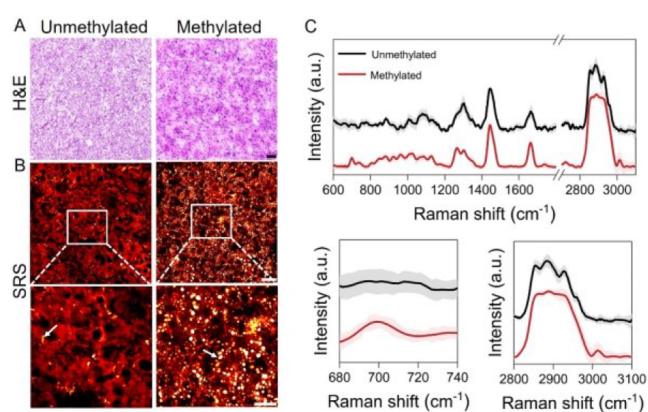 A
Unmethylated
Methylated
H&E
B
SRS
C
Unmethylated
Methylated
Intensity (a.u.)
600 800 1000 1200 1400 1600 2800 3000
Raman shift (cm-1)
Intensity (a.u.)
680 700 720 740
Raman shift (cm-1)
Intensity (a.u.)
2800 2900 3000 3100
Raman shift (cm-1)